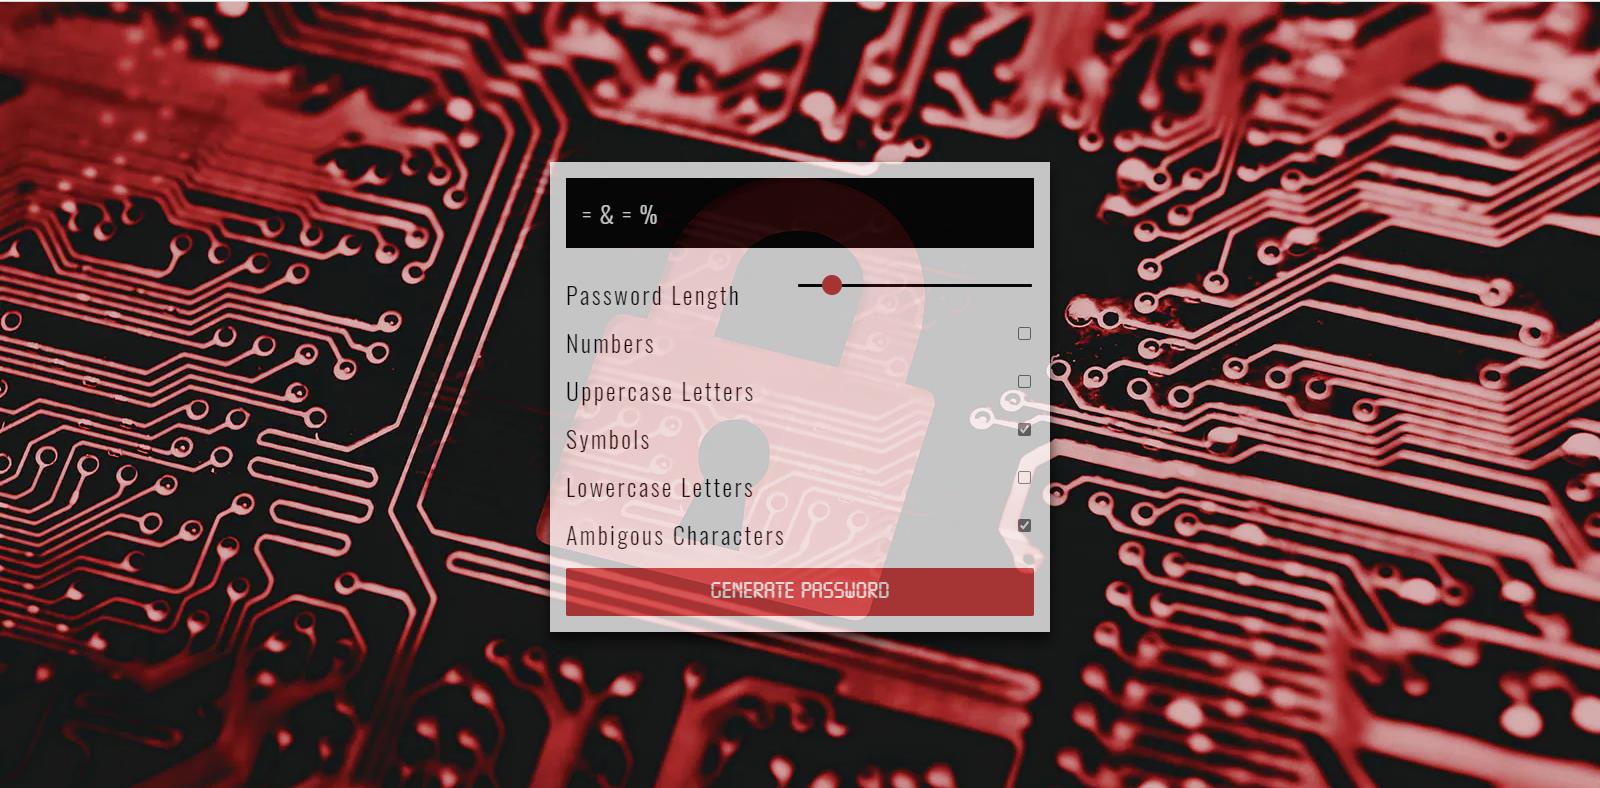 = & = %
Password Length
Numbers
Uppercase Letters
Symbols
Lowercase Letters
Ambigous Characters
GENERATE PASSWORD